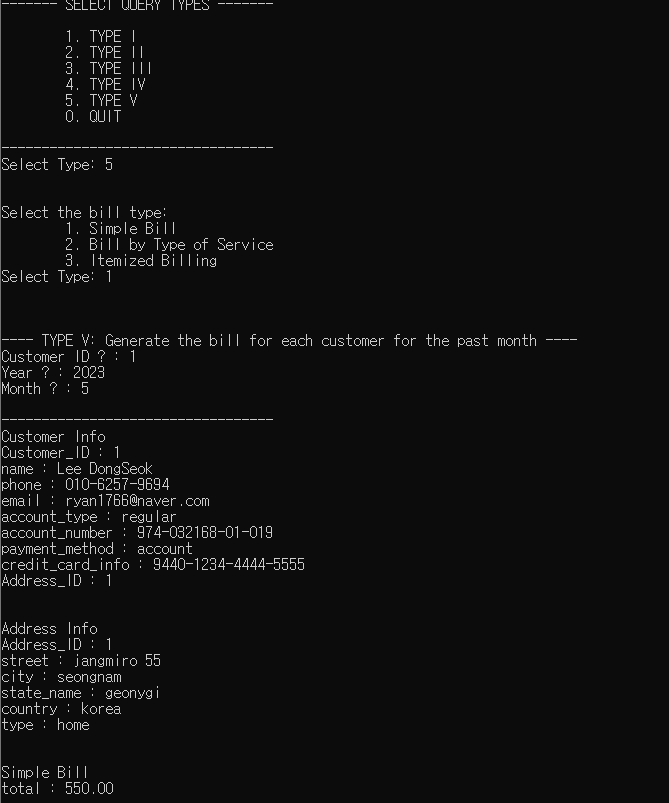 ------- SELECT QUERY TYPES -------
1. TYPE I
2. TYPE II
3. TYPE III
4. TYPE IV
5. TYPE V
0. QUIT
----------------------------------
Select Type: 5
Select the bill type:
1. Simple Bill
2. Bill by Type of Service
3. Itemized Billing
Select Type: 1
---- TYPE V: Generate the bill for each customer for the past month ----
Customer ID ? : 1
Year ? : 2023
Month ? : 5
----------------------------------
Customer Info
Customer_ID : 1
name : Lee DongSeok
phone : 010-6257-9694
email : ryan1766@naver.com
account_type : regular
account_number : 974-032168-01-019
payment_method : account
credit_card_info : 9440-1234-4444-5555
Address_ID : 1
Address Info
Address_ID : 1
street : jangmiro 55
city : seongnam
state_name : geonygi
country : korea
type : home
Simple Bill
total : 550.00